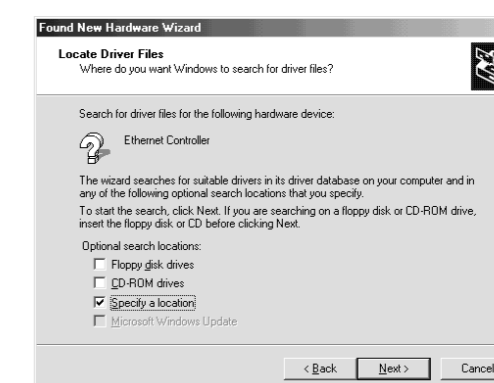 Found New Hardware Wizard
Locate Driver Files
Where do you want Windows to search for driver files?
Search for driver files for the following hardware device:
Ethernet Controller
The wizard searches for suitable drivers in its driver database on your computer and in
any of the following optional search locations that you specify.
To start the search, click Next. If you are searching on a floppy disk or CD-ROM drive,
insert the floppy disk or CD before clicking Next.
Optional search locations:
Floppy disk drives
CD-ROM drives
Specify a location
Microsoft Windows Update
< Back Next > Cancel